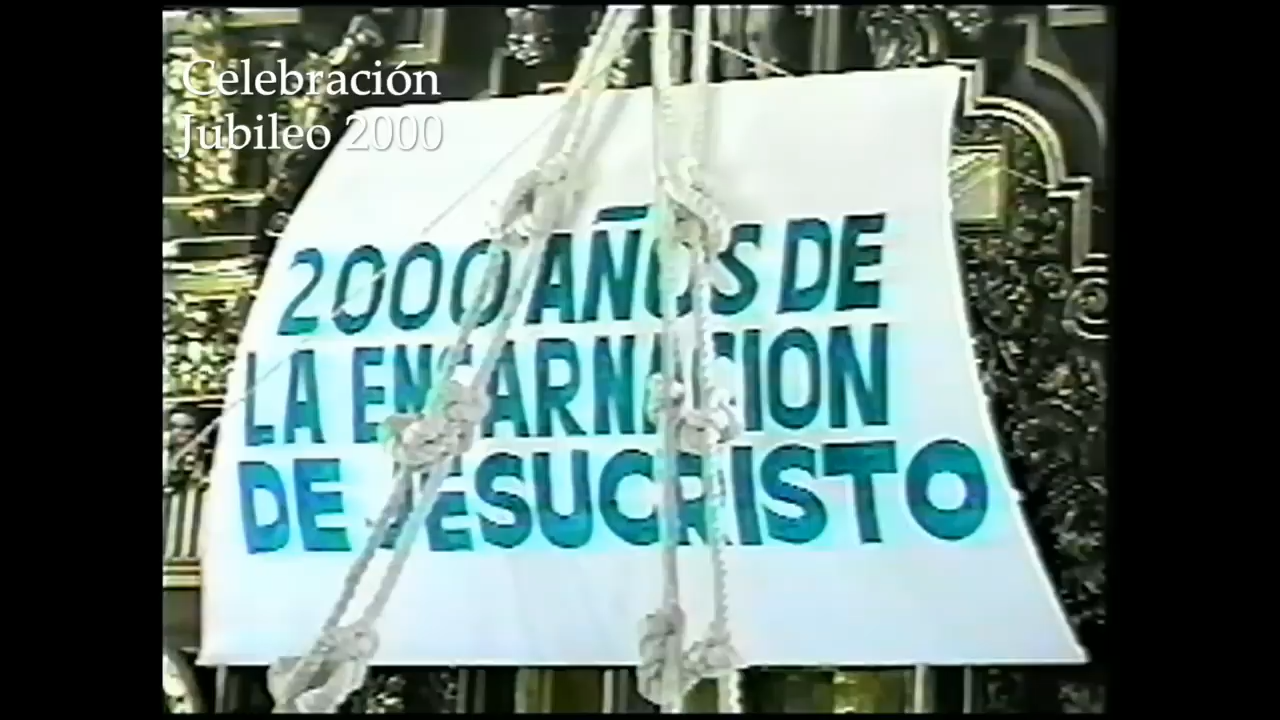 Celebración
Jubileo 2000
2000 AÑOS DE
LA ENCARNACION
DE JESUCRISTO